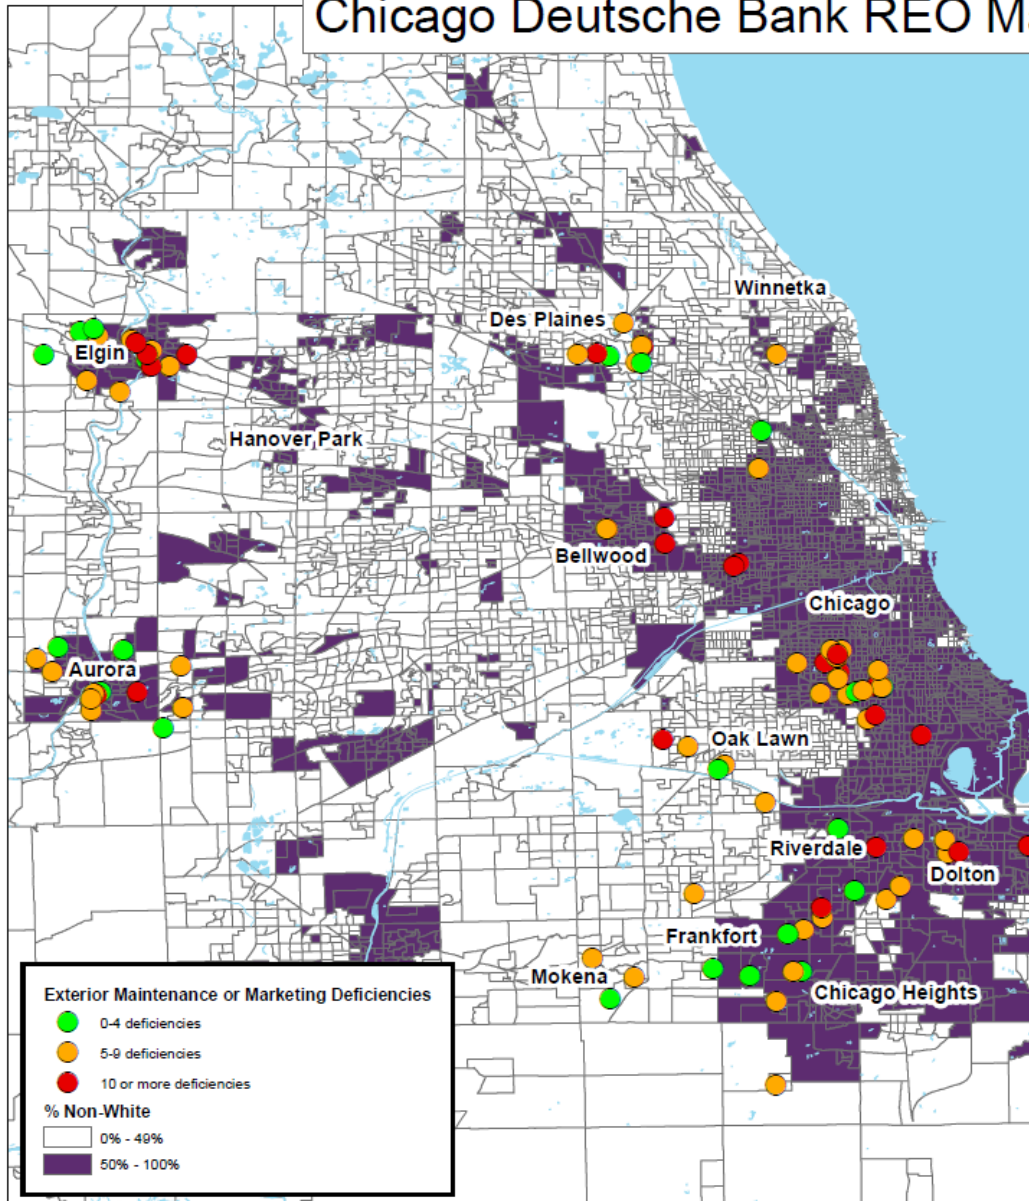 Chicago Deutsche Bank REO Ma
Winnetka
Des Plaines
Elgin
Hanover Park
Bellwood
Chicago
Aurora
Oak Lawn
Riverdale
Dolton
Frankfort
Mokena
Chicago Heights
Exterior Maintenance or Marketing Deficiencies
0-4 deficiencies
5-9 deficiencies
10 or more deficiencies
% Non-White
0% - 49%
50% - 100%